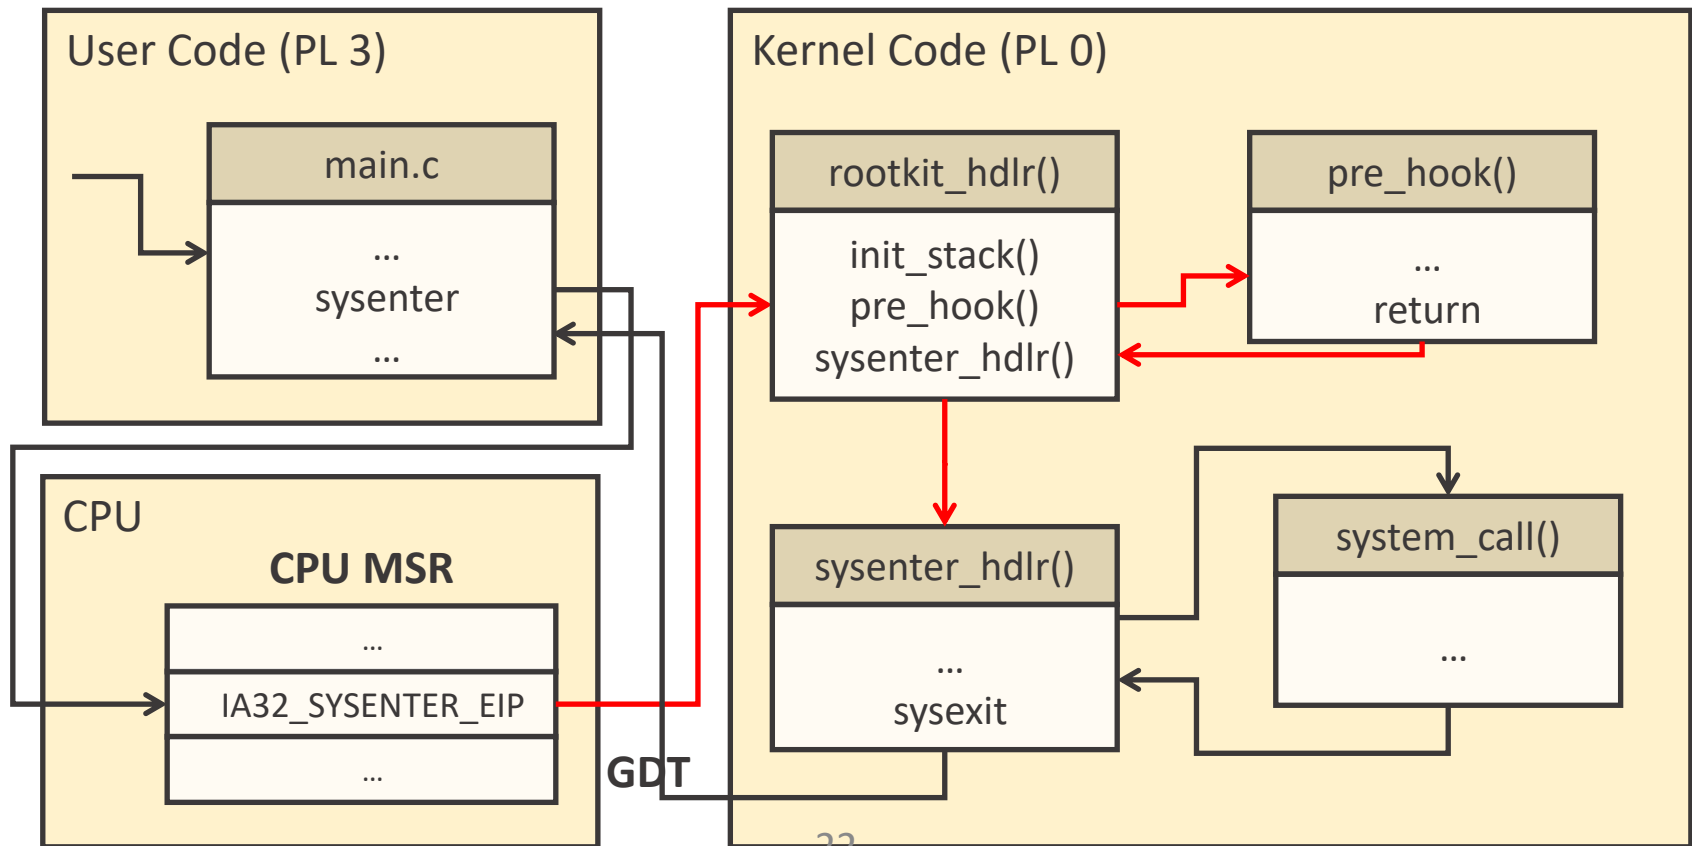 User Code (PL 3)
main.c
...
sysenter
...
CPU
CPU MSR
...
IA32_SYSENTER_EIP
...
GDT
Kernel Code (PL 0)
rootkit_hdlr()
init_stack()
pre_hook()
sysenter_hdlr()
pre_hook()
...
return
sysenter_hdlr()
...
sysexit
system_call()
...